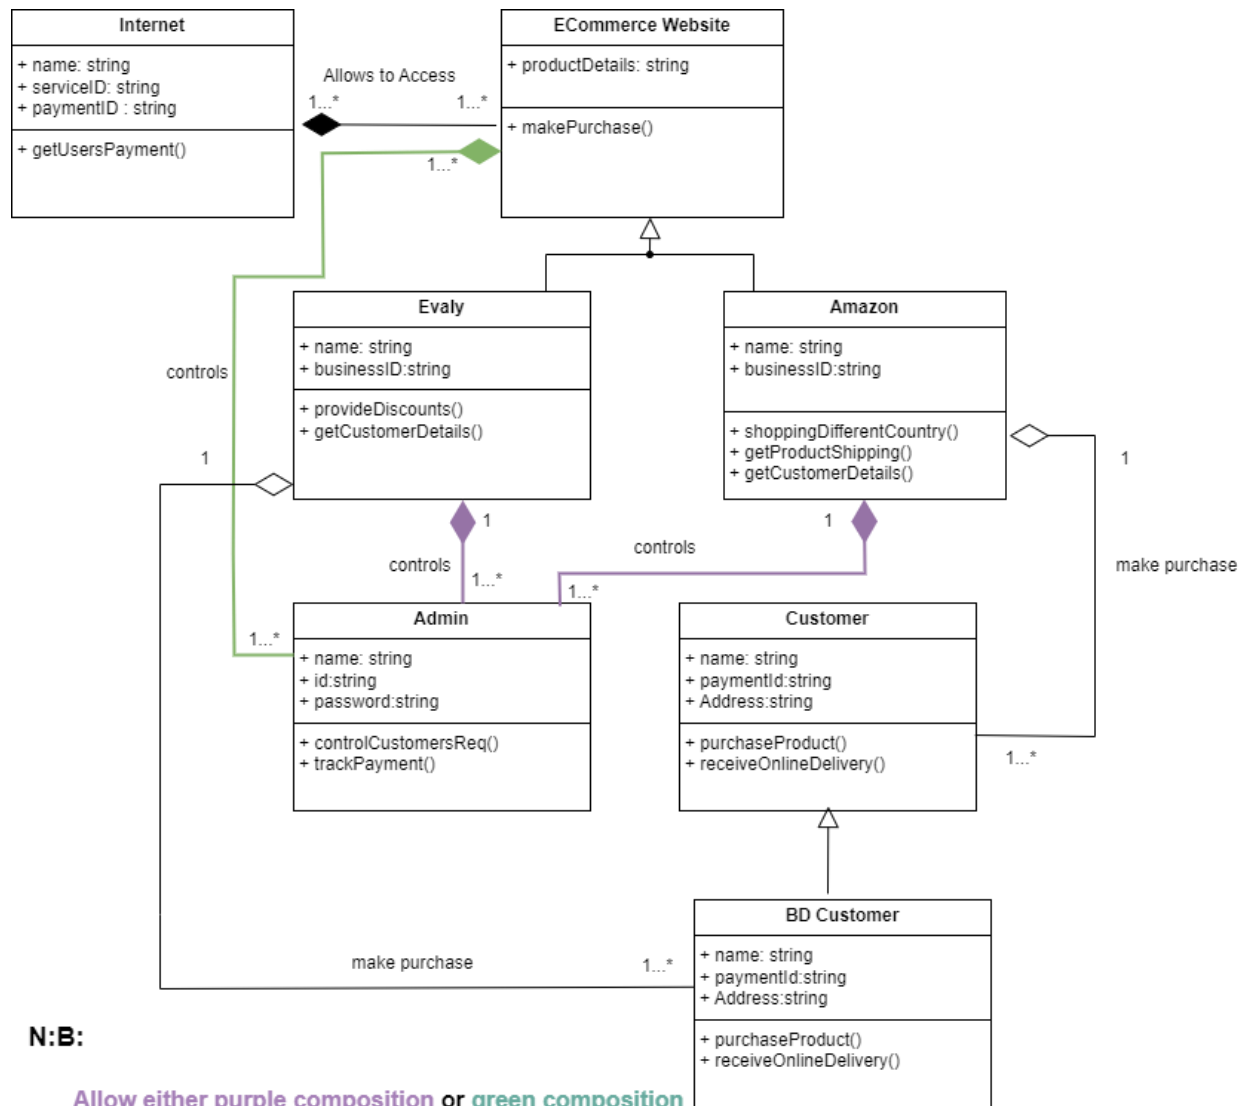 Internet
+ name: string
+ serviceID: string
+ paymentID : string
+ getUsersPayment()
Allows to Access
1...*
1...*
ECommerce Website
+ productDetails: string
+ makePurchase()
1...*
controls
1...*
Evaly
+ name: string
+ businessID:string
+ provideDiscounts()
+ getCustomerDetails()
Amazon
+ name: string
+ businessID:string
+ shoppingDifferentCountry()
+ getProductShipping()
+ getCustomerDetails()
1
1
controls
1...*
1
controls
1...*
1
make purchase
1...*
Admin
+ name: string
+ id:string
+ password:string
+ controlCustomersReq()
+ trackPayment()
Customer
+ name: string
+ paymentId:string
+ Address:string
+ purchaseProduct()
+ receiveOnlineDelivery()
make purchase
1...*
BD Customer
+ name: string
+ paymentId:string
+ Address:string
+ purchaseProduct()
+ receiveOnlineDelivery()
N:B:
Allow either purple composition or green composition